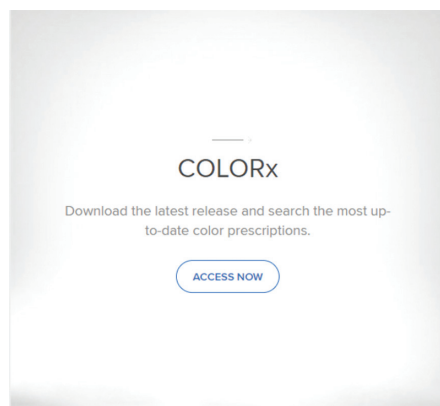 COLORx
Download the latest release and search the most up-
to-date color prescriptions.
ACCESS NOW